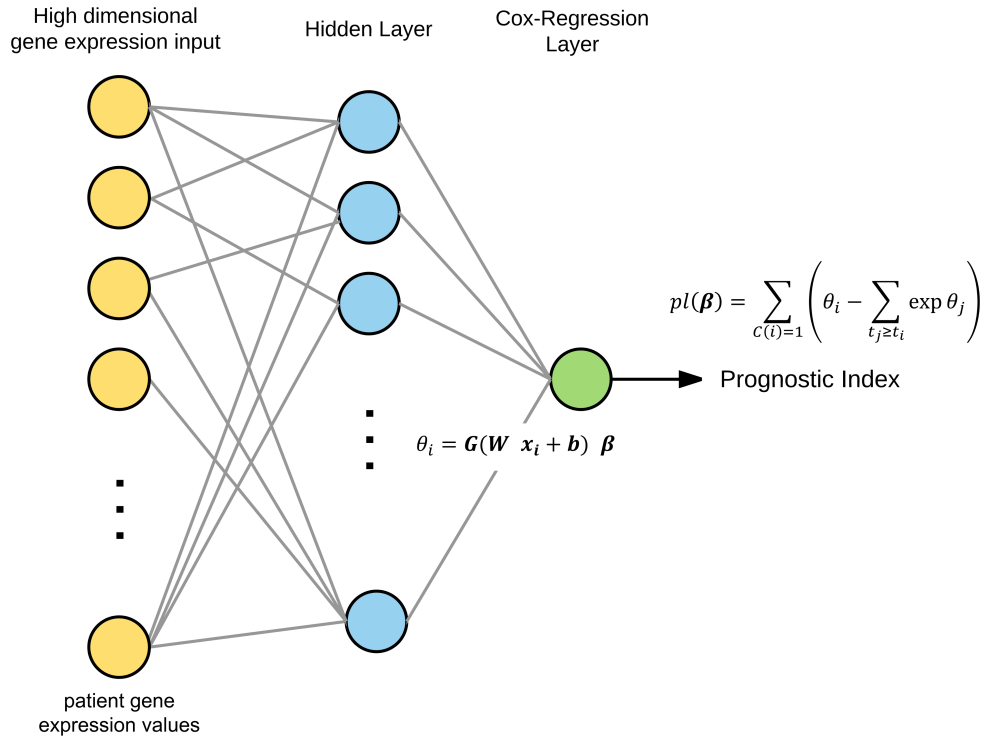 High dimensional
gene expression input
Hidden Layer
Cox-Regression
Layer
pl(β) = ∑_{C(i)=1} (θ_i − ∑_{t_j≥t_i} exp θ_j)
Prognostic Index
θ_i = G(W x_i + b) β
patient gene
expression values